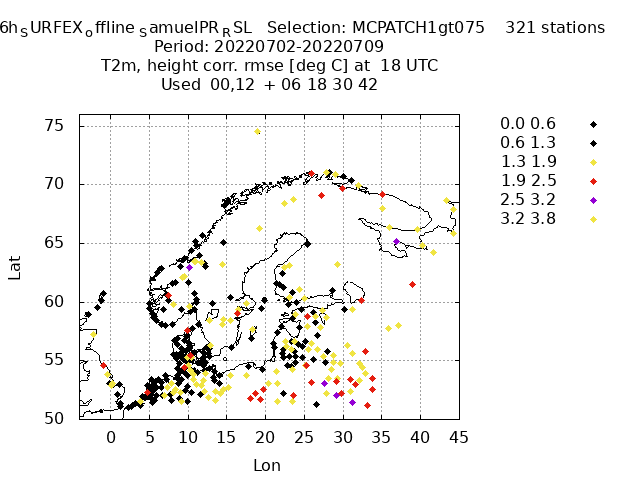 6h_SURFEX_offline_SamuelPR_RSL Selection: MCPATCH1gt075 321 stations
Period: 20220702-20220709
T2m, height corr. rmse [deg C] at 18 UTC
Used 00,12 + 06 18 30 42
0.0 0.6
0.6 1.3
1.3 1.9
1.9 2.5
2.5 3.2
3.2 3.8
75
70
65
60
55
50
Lat
0 5 10 15 20 25 30 35 40 45
Lon